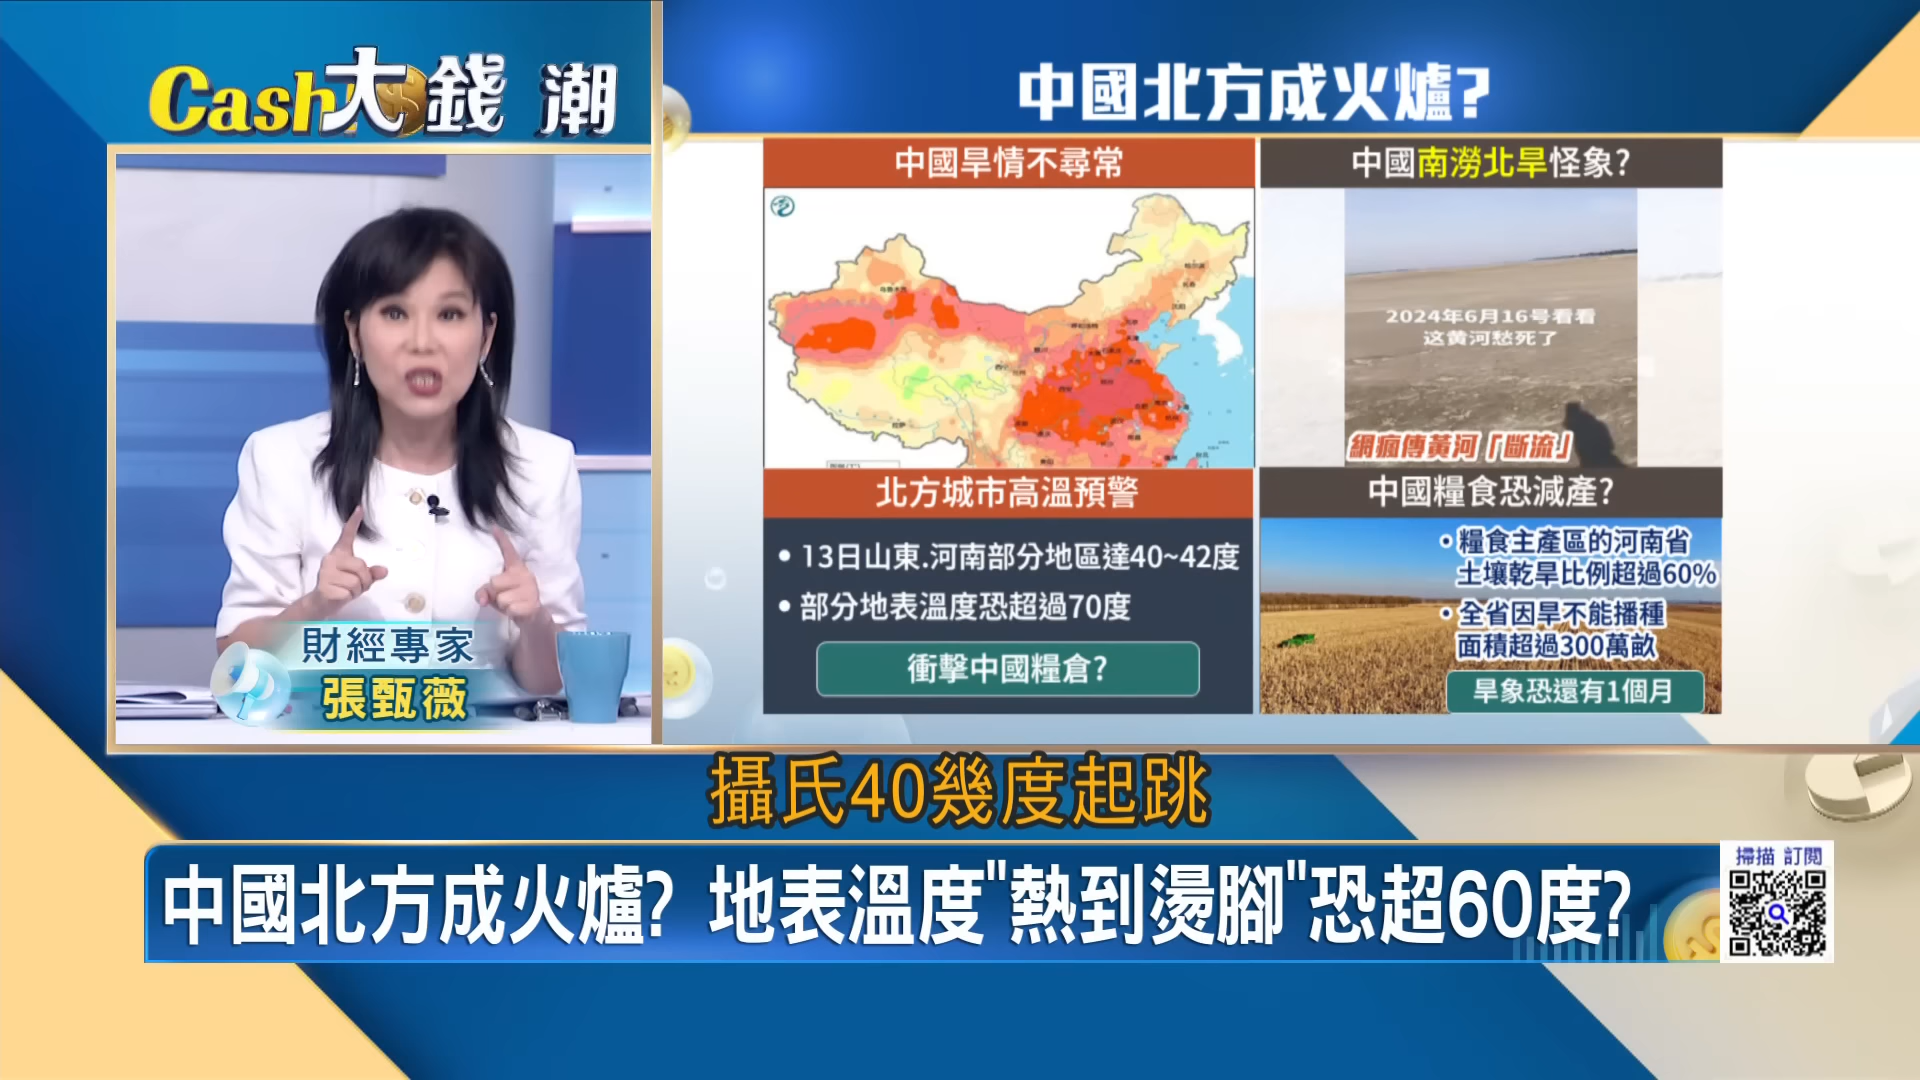 Cash大錢潮
中國北方成火爐?
中國旱情不尋常
中國南澇北旱怪象?
2024年6月16号看看
这黄河愁死了
網瘋傳黃河「斷流」
北方城市高溫預警
• 13日山東.河南部分地區達40~42度
• 部分地表溫度恐超過70度
衝擊中國糧倉?
中國糧食恐減產?
• 糧食主產區的河南省
土壤乾旱比例超過60%
• 全省因旱不能播種
面積超過300萬畝
旱象恐還有1個月
財經專家
張甄薇
攝氏40幾度起跳
中國北方成火爐? 地表溫度"熱到燙腳"恐超60度?
掃描 訂閱